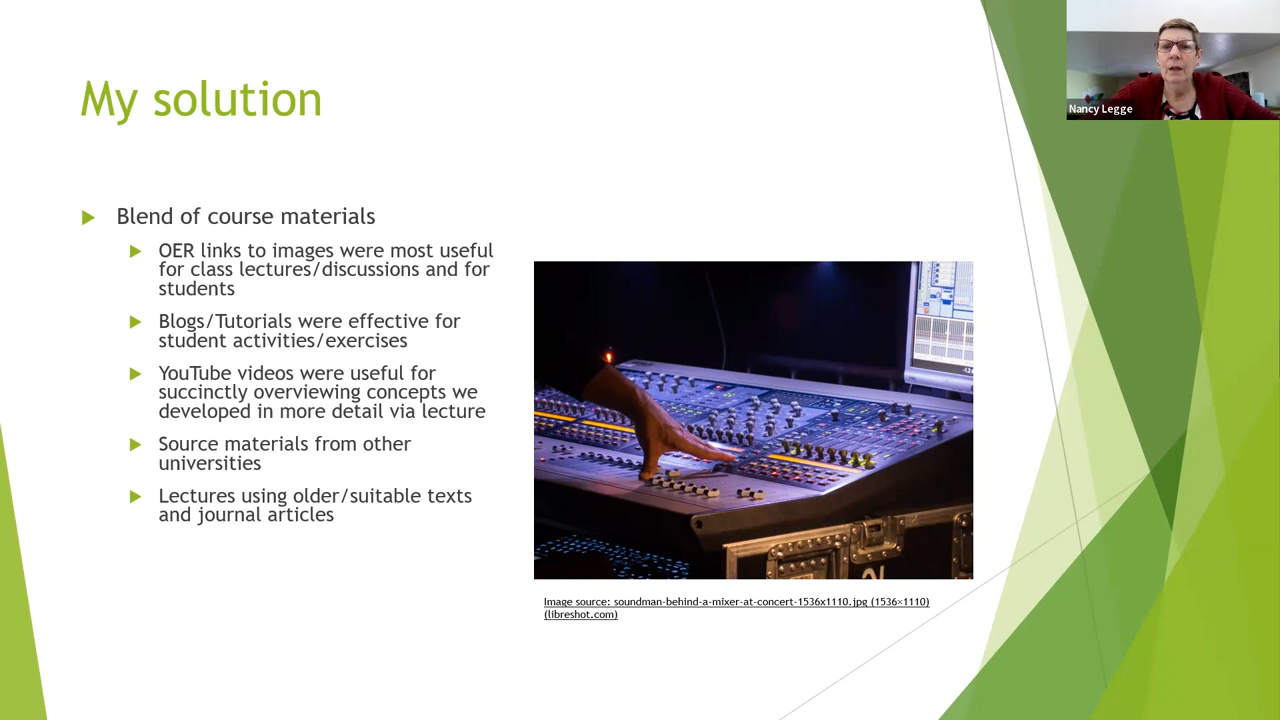 My solution
Nancy Legge
Blend of course materials
OER links to images were most useful
for class lectures/discussions and for
students
Blogs/Tutorials were effective for
student activities/exercises
YouTube videos were useful for
succinctly overviewing concepts we
developed in more detail via lecture
Source materials from other
universities
Lectures using older/suitable texts
and journal articles
Image source: soundman-behind-a-mixer-at-concert-1536x1110.jpg (1536×1110)
(libreshot.com)